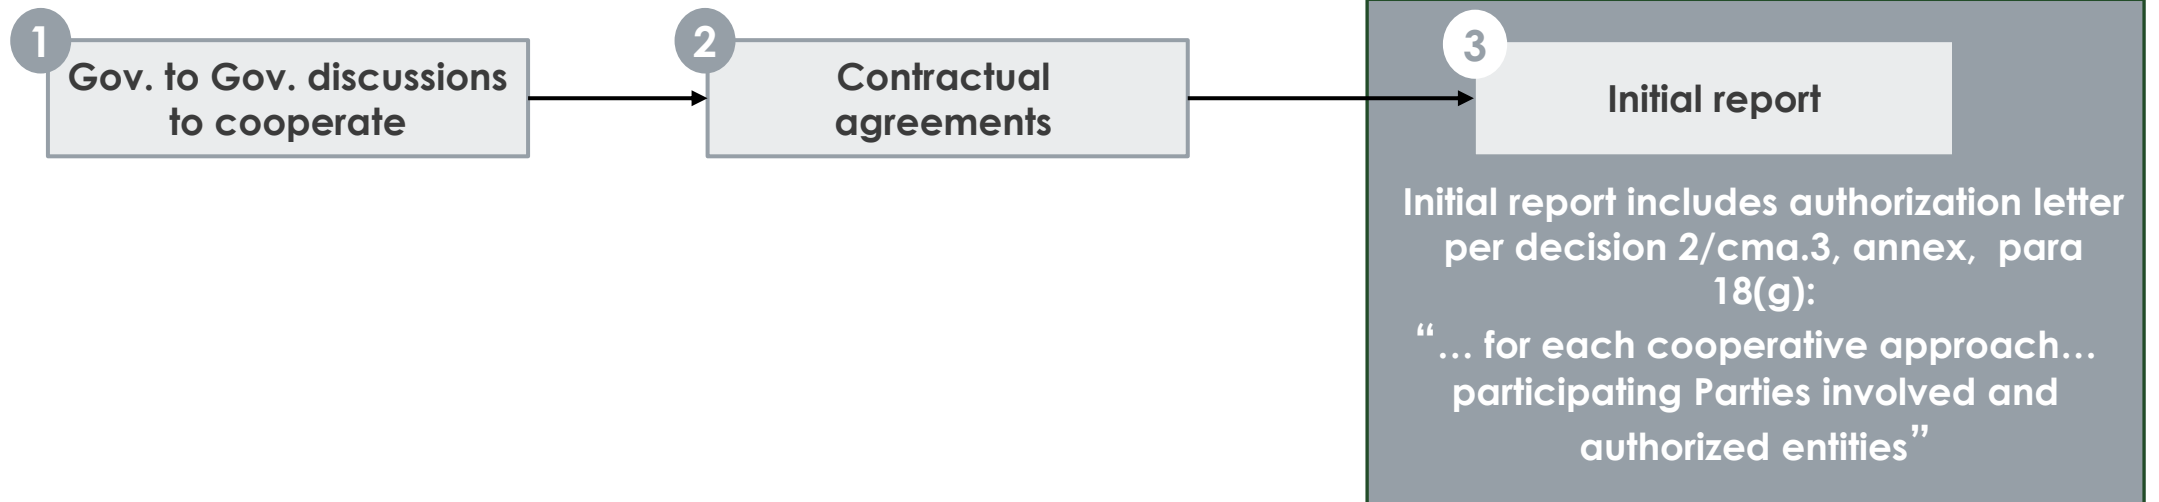 1
Gov. to Gov. discussions
to cooperate
2
Contractual
agreements
3
Initial report
Initial report includes authorization letter
per decision 2/cma.3, annex, para
18(g):
“… for each cooperative approach…
participating Parties involved and
authorized entities”